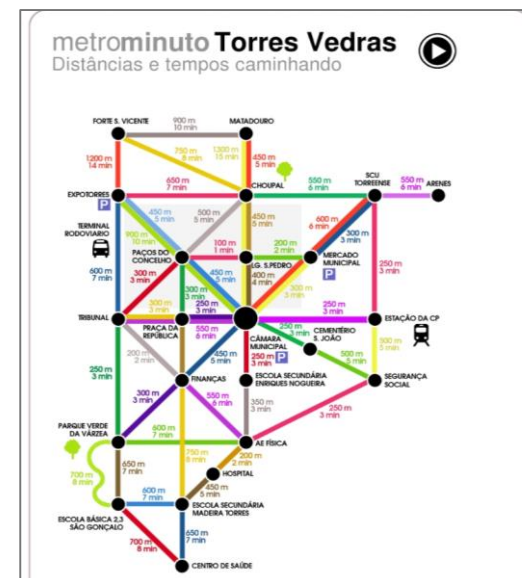 metrominuto Torres Vedras
Distâncias e tempos caminhando
FORTE S. VICENTE
900 m
10 min
MATADOURO
750 m
8 min
1300 m
15 min
1200 m
14 min
450 m
5 min
EXPOTORRES
P
650 m
7 min
CHOUPAL
550 m
6 min
SCU
TORREENSE
550 m
6 min
ARENES
TERMINAL
RODOVIARIO
900 m
10 min
450 m
5 min
500 m
5 min
450 m
5 min
600 m
6 min
300 m
3 min
PAÇOS DO
CONCELHO
100 m
1 min
200 m
2 min
LG. S.PEDRO
MERCADO
MUNICIPAL
P
250 m
3 min
600 m
7 min
300 m
3 min
450 m
5 min
400 m
4 min
300 m
3 min
300 m
3 min
TRIBUNAL
300 m
3 min
250 m
3 min
PRAÇA DA
REPÚBLICA
550 m
6 min
CÂMARA
MUNICIPAL
250 m
3 min
ESTAÇÃO DA CP
250 m
3 min
CEMENTÉRIO
S. JOÃO
200 m
2 min
450 m
5 min
250 m
3 min
P
500 m
5 min
500 m
5 min
250 m
3 min
FINANÇAS
ESCOLA SECUNDÁRIA
ENRIQUES NOGUEIRA
SEGURANÇA
SOCIAL
300 m
3 min
550 m
6 min
350 m
3 min
250 m
3 min
PARQUE VERDE
DA VÁRZEA
600 m
7 min
AE FÍSICA
700 m
8 min
650 m
7 min
750 m
8 min
200 m
2 min
HOSPITAL
450 m
5 min
600 m
7 min
ESCOLA BÁSICA 2,3
SÃO GONÇALO
ESCOLA SECUNDÁRIA
MADEIRA TORRES
700 m
8 min
650 m
7 min
CENTRO DE SAÚDE